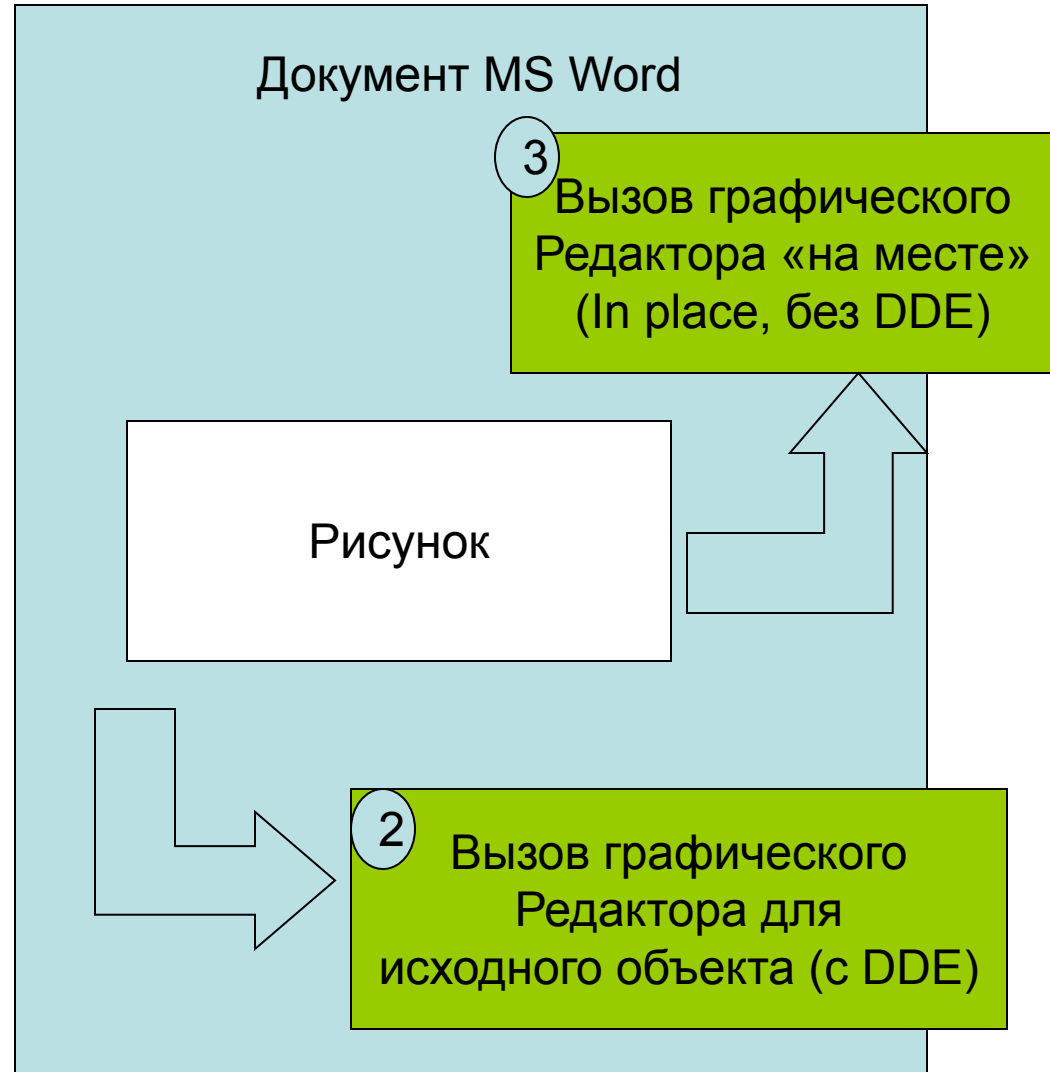 Документ MS Word
3
Вызов графического
Редактора «на месте»
(In place, без DDE)
Рисунок
2
Вызов графического
Редактора для
исходного объекта (с DDE)